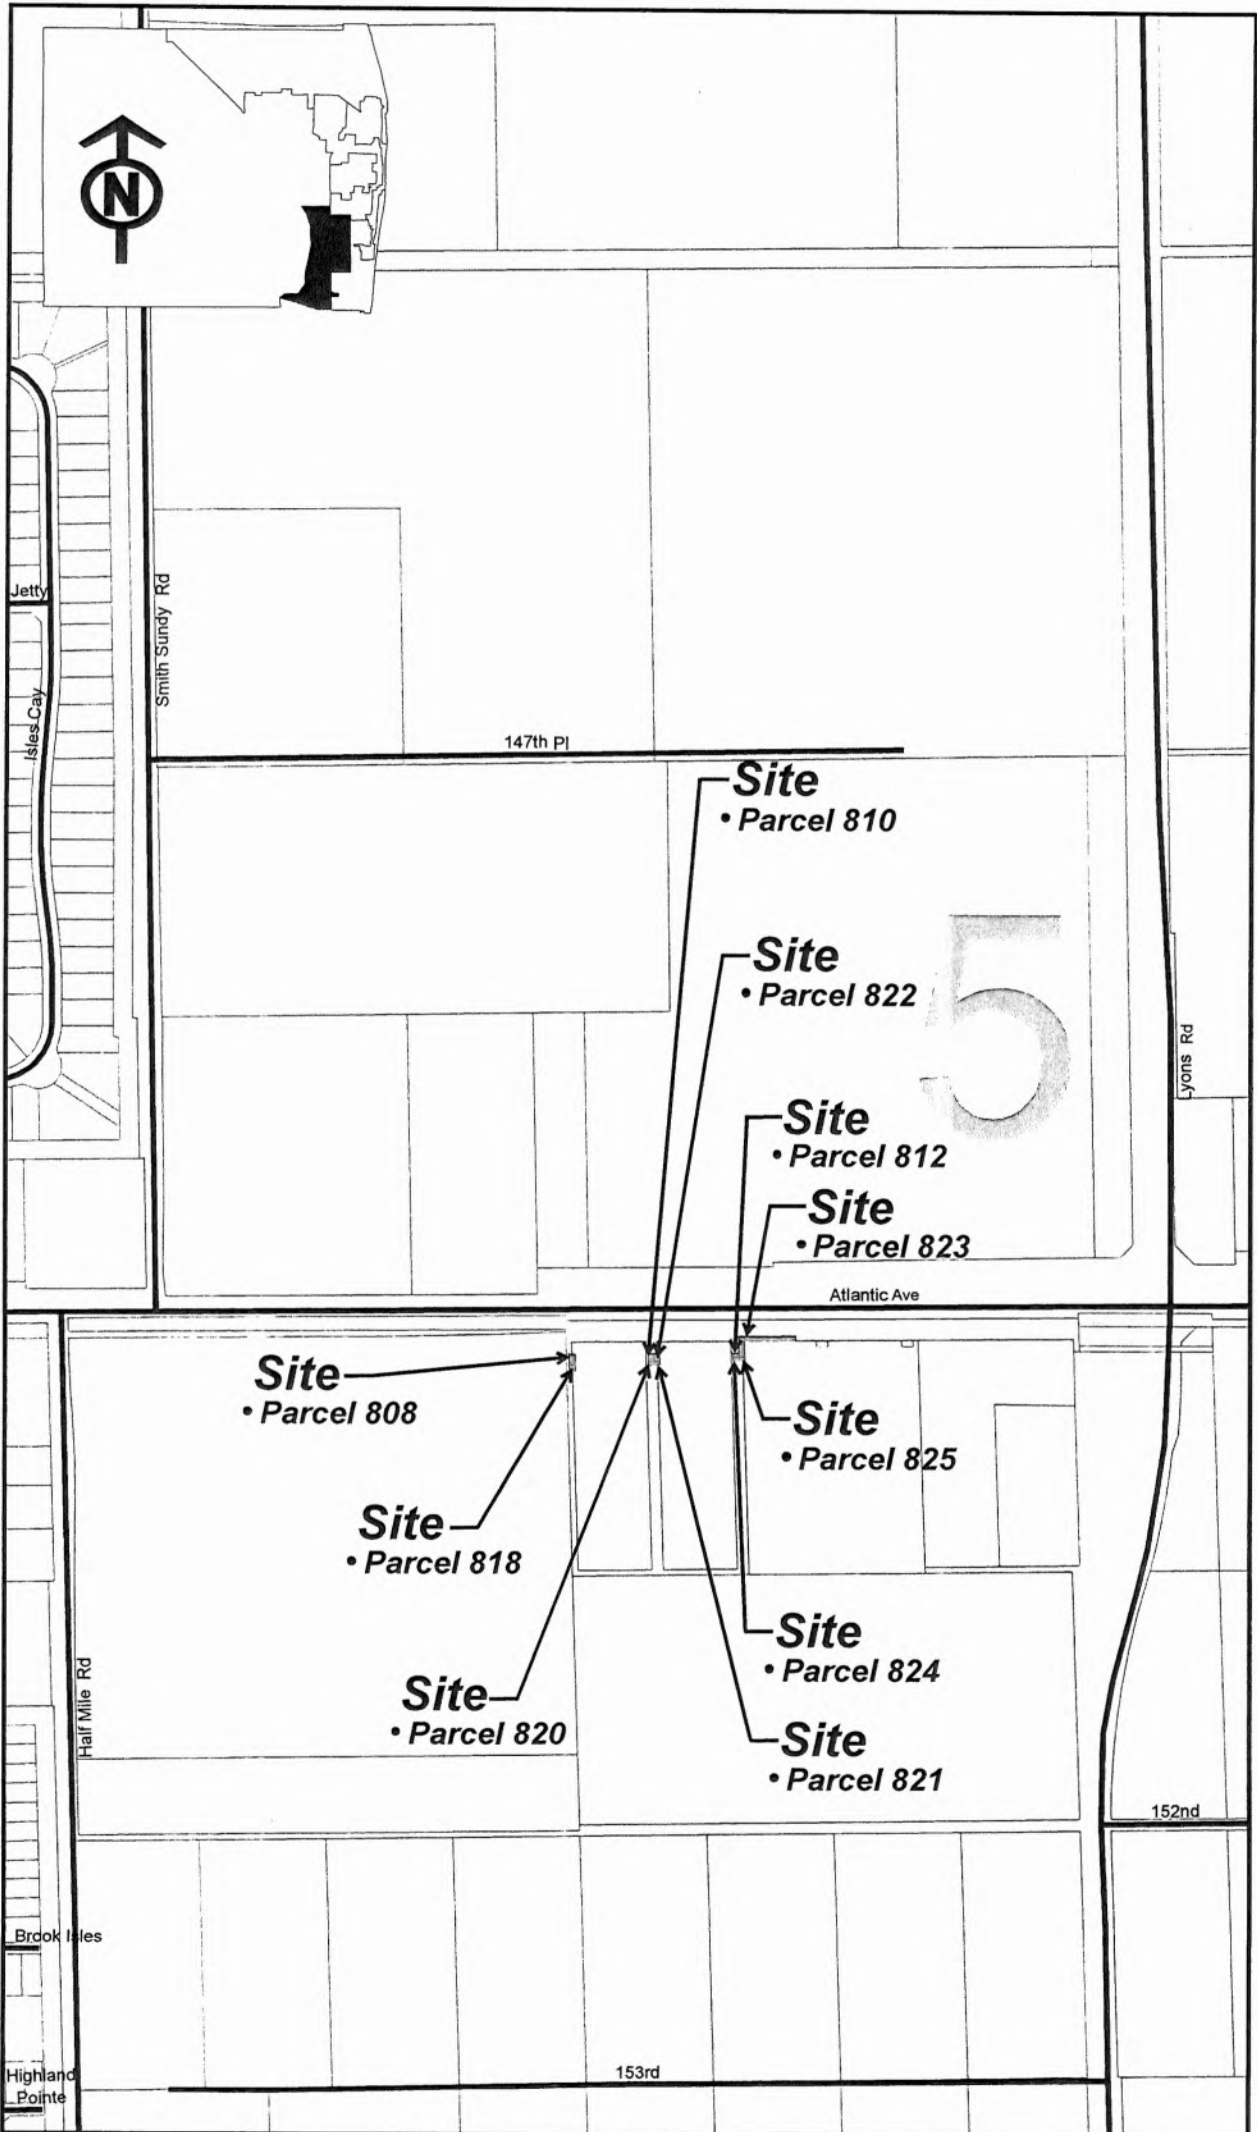 N
Jetty
Isles Cay
Smith Sundy Rd
147th Pl
Site
• Parcel 810
Site
• Parcel 822
5
Lyons Rd
Site
• Parcel 812
Site
• Parcel 823
Atlantic Ave
Site
• Parcel 808
Site
• Parcel 825
Site
• Parcel 818
Site
• Parcel 824
Half Mile Rd
Site
• Parcel 820
Site
• Parcel 821
152nd
Brook Isles
153rd
Highland
Pointe